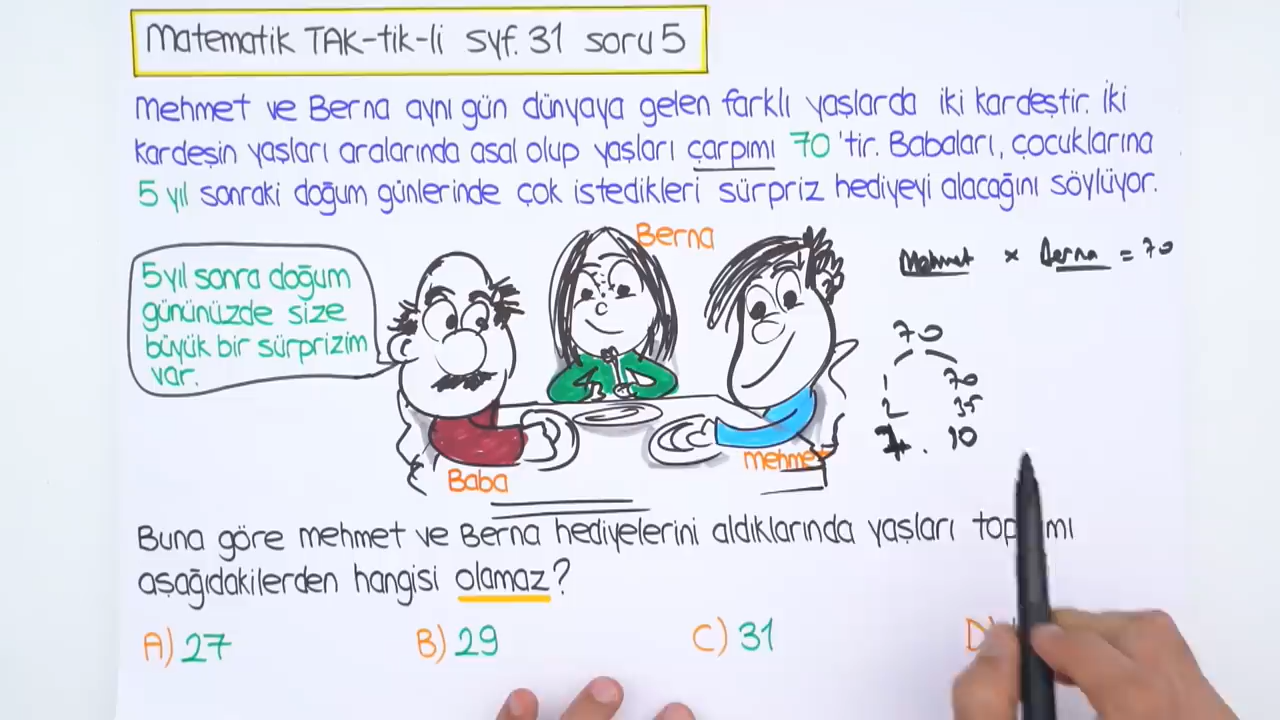 Matematik TAK-tik-li syf. 31 soru 5
Mehmet ve Berna aynı gün dünyaya gelen farklı yaşlarda iki kardeştir. İki
kardeşin yaşları aralarında asal olup yaşları çarpımı 70 'tir. Babaları, çocuklarına
5 yıl sonraki doğum günlerinde çok istedikleri sürpriz hediyeyi alacağını söylüyor.
Berna
Mehmet x Berna = 70
5 yıl sonra doğum
gününüzde size
büyük bir sürprizim
var.
70
1 70
2 35
7 . 10
Mehmet
Baba
Buna göre mehmet ve Berna hediyelerini aldıklarında yaşları
aşağıdakilerden hangisi olamaz?
A) 27 B) 29 C) 31 D)